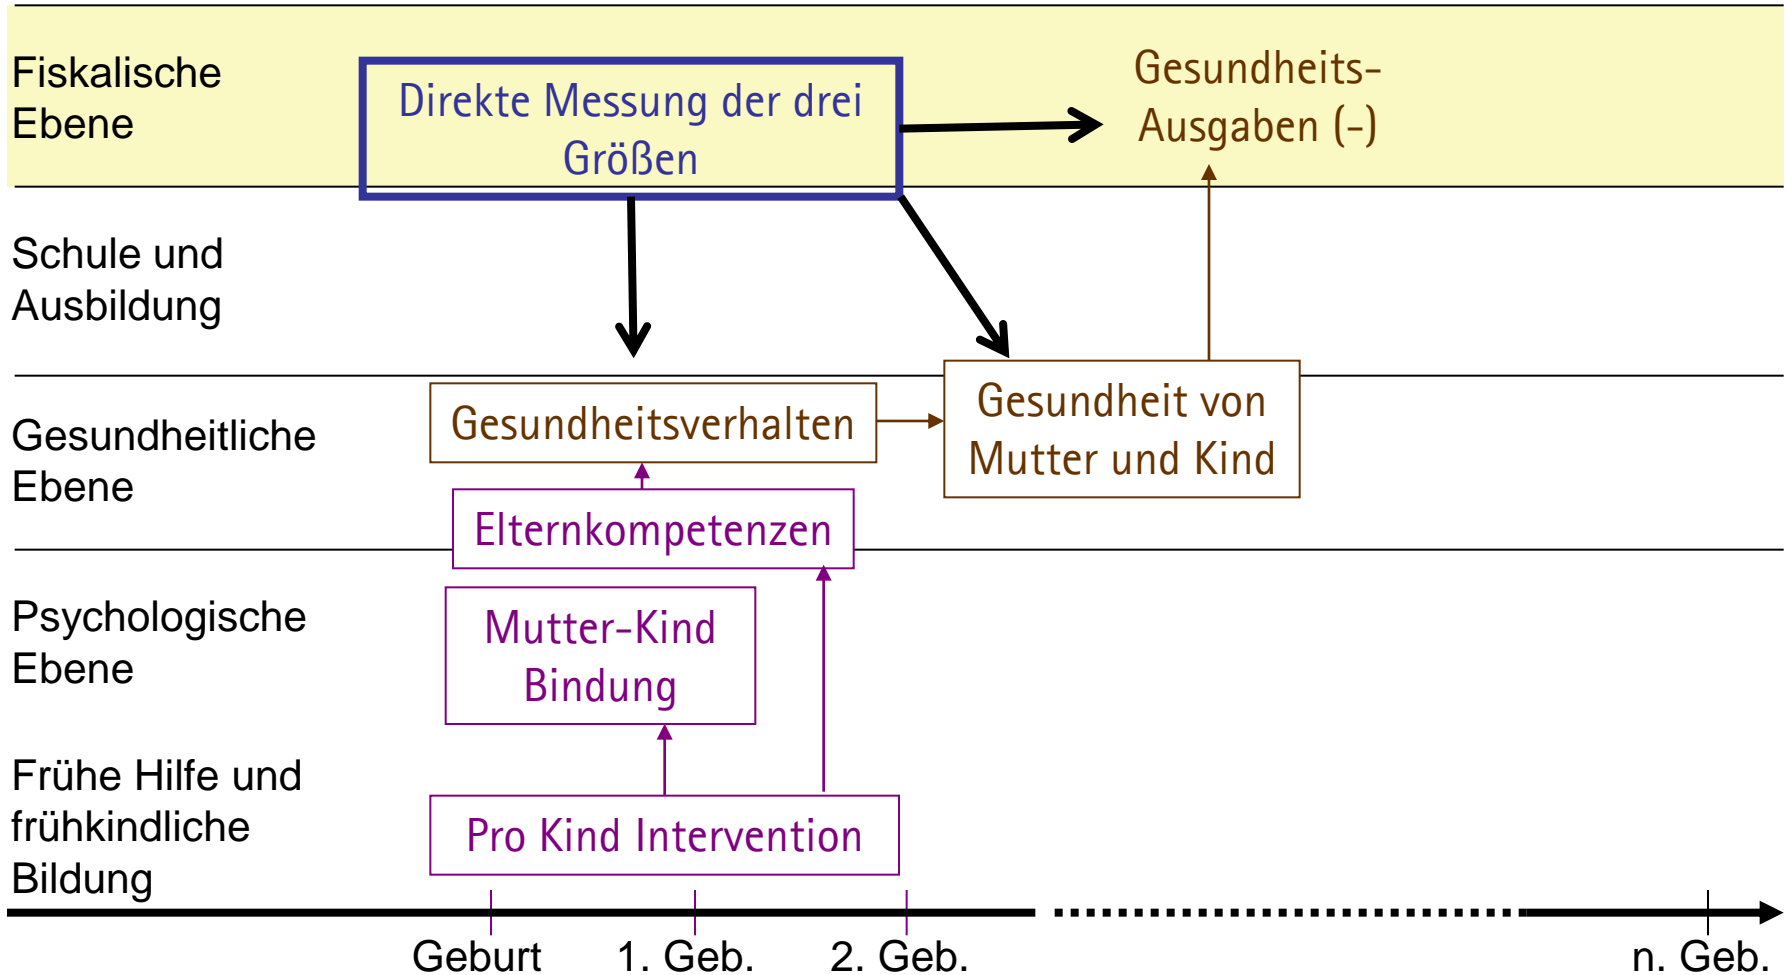 Fiskalische
Ebene
Direkte Messung der drei
Größen
Gesundheits-
Ausgaben (-)
Schule und
Ausbildung
Gesundheitliche
Ebene
Gesundheitsverhalten
Gesundheit von
Mutter und Kind
Elternkompetenzen
Psychologische
Ebene
Mutter-Kind
Bindung
Frühe Hilfe und
frühkindliche
Bildung
Pro Kind Intervention
Geburt
1. Geb.
2. Geb.
n. Geb.